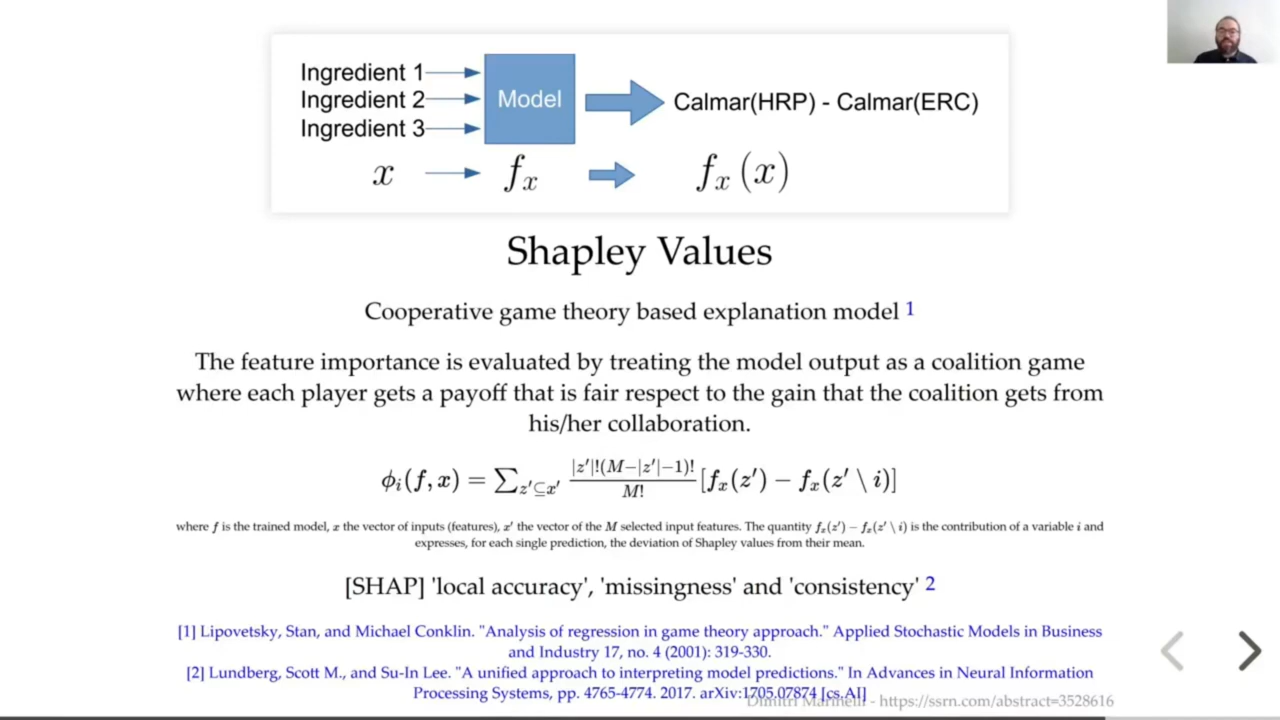 Ingredient 1
Ingredient 2
Ingredient 3
Model
Calmar(HRP) - Calmar(ERC)
x
f_x
f_x (x)
Shapley Values
Cooperative game theory based explanation model 1
The feature importance is evaluated by treating the model output as a coalition game
where each player gets a payoff that is fair respect to the gain that the coalition gets from
his/her collaboration.
ϕ_i(f, x) = ∑_{z′⊆x′} |z′|!(M−|z′|−1)! / M! [f_x(z′) − f_x(z′ \ i)]
where f is the trained model, x the vector of inputs (features), x′ the vector of the M selected input features. The quantity f_x(z′) − f_x(z′ \ i) is the contribution of a variable i and
expresses, for each single prediction, the deviation of Shapley values from their mean.
[SHAP] 'local accuracy', 'missingness' and 'consistency' 2
[1] Lipovetsky, Stan, and Michael Conklin. "Analysis of regression in game theory approach." Applied Stochastic Models in Business
and Industry 17, no. 4 (2001): 319-330.
[2] Lundberg, Scott M., and Su-In Lee. "A unified approach to interpreting model predictions." In Advances in Neural Information
Processing Systems, pp. 4765-4774. 2017. arXiv:1705.07874 [cs.AI]
Dimitri Marinelli - https://ssrn.com/abstract=3528616